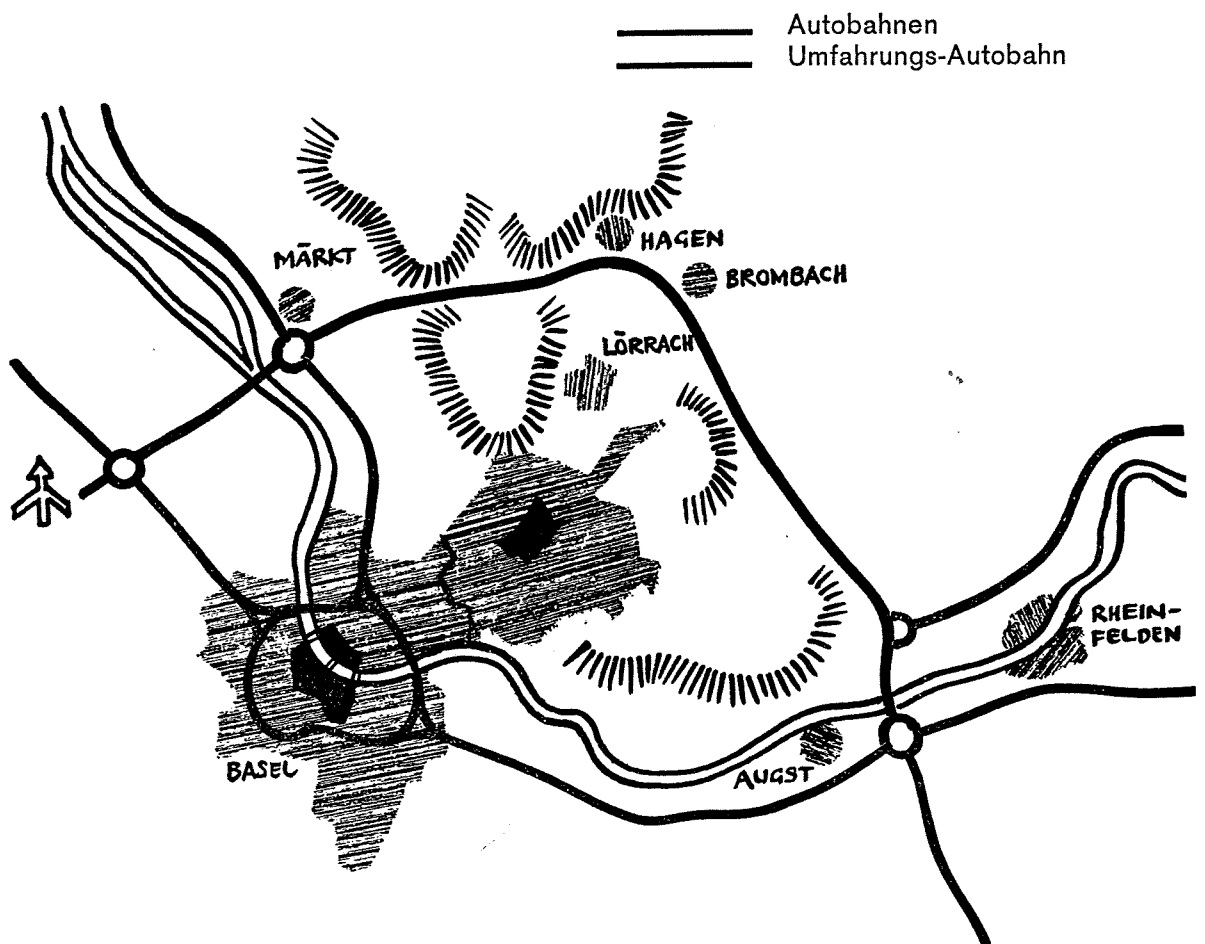 Autobahnen
Umfahrungs-Autobahn
MÄRKT
HAGEN
BROMBACH
LÖRRACH
RHEIN-
FELDEN
BASEL
AUGST